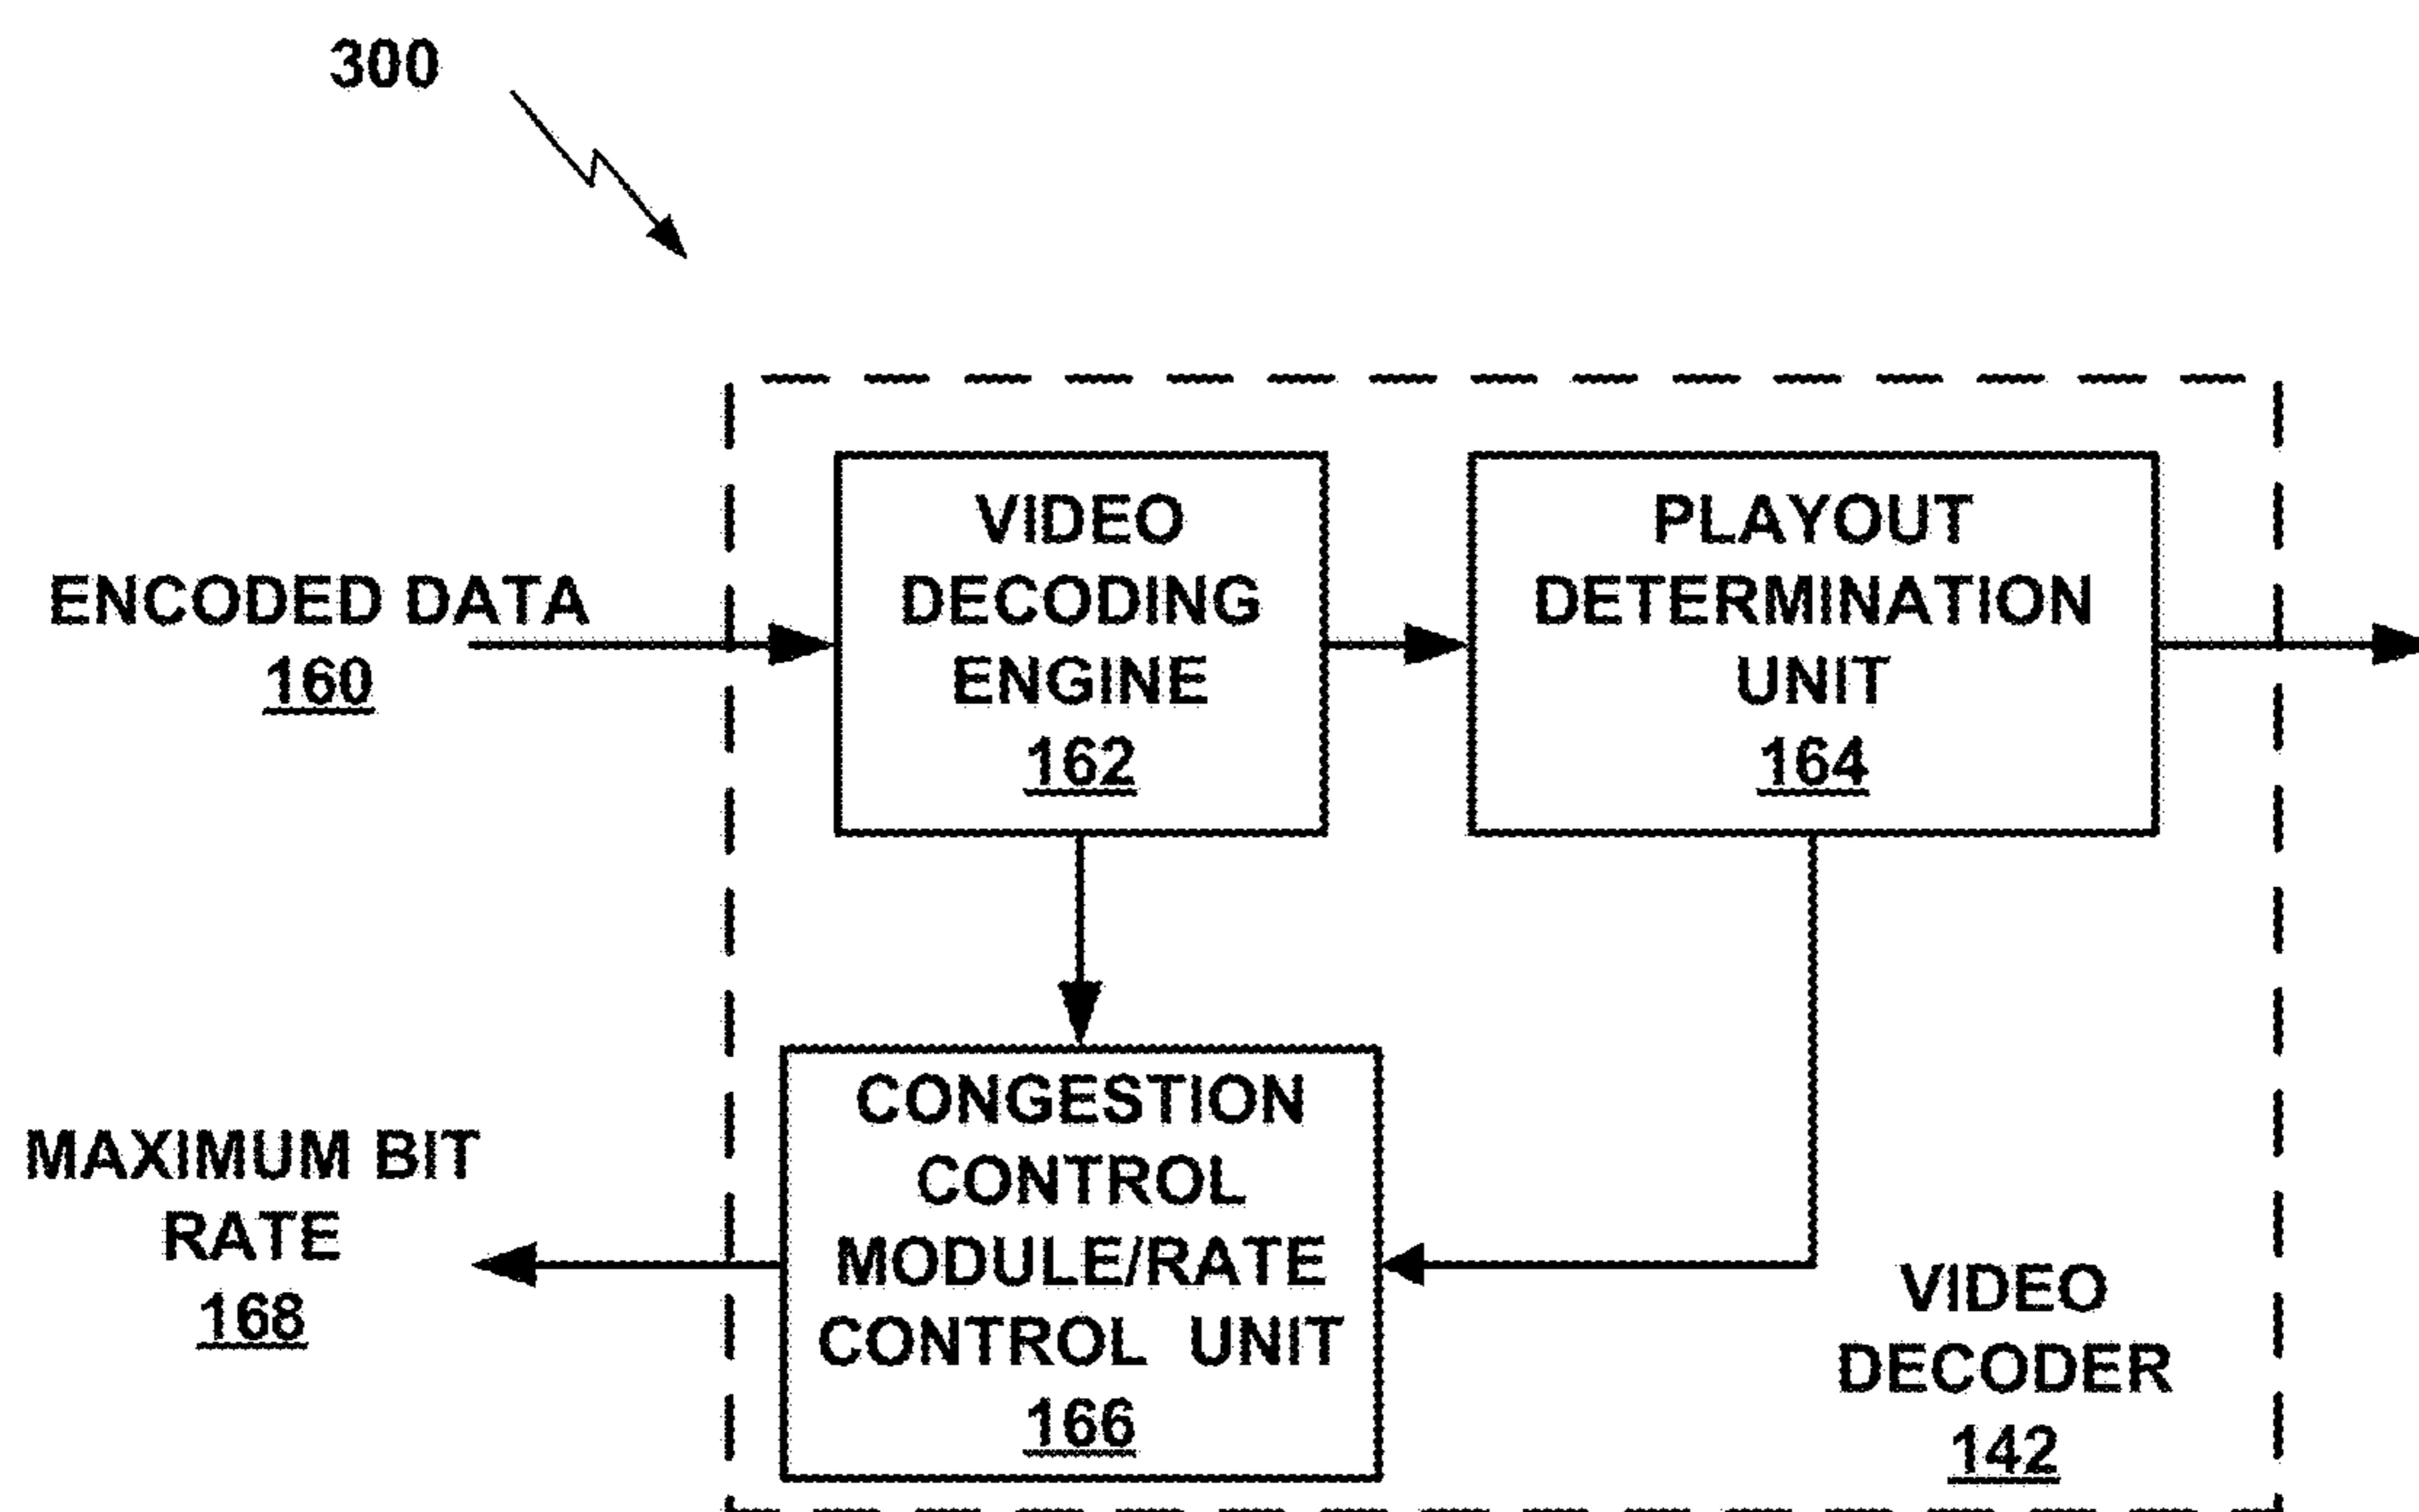 300
ENCODED DATA
160
VIDEO
DECODING
ENGINE
162
PLAYOUT
DETERMINATION
UNIT
164
MAXIMUM BIT
RATE
168
CONGESTION
CONTROL
MODULE/RATE
CONTROL UNIT
166
VIDEO
DECODER
142